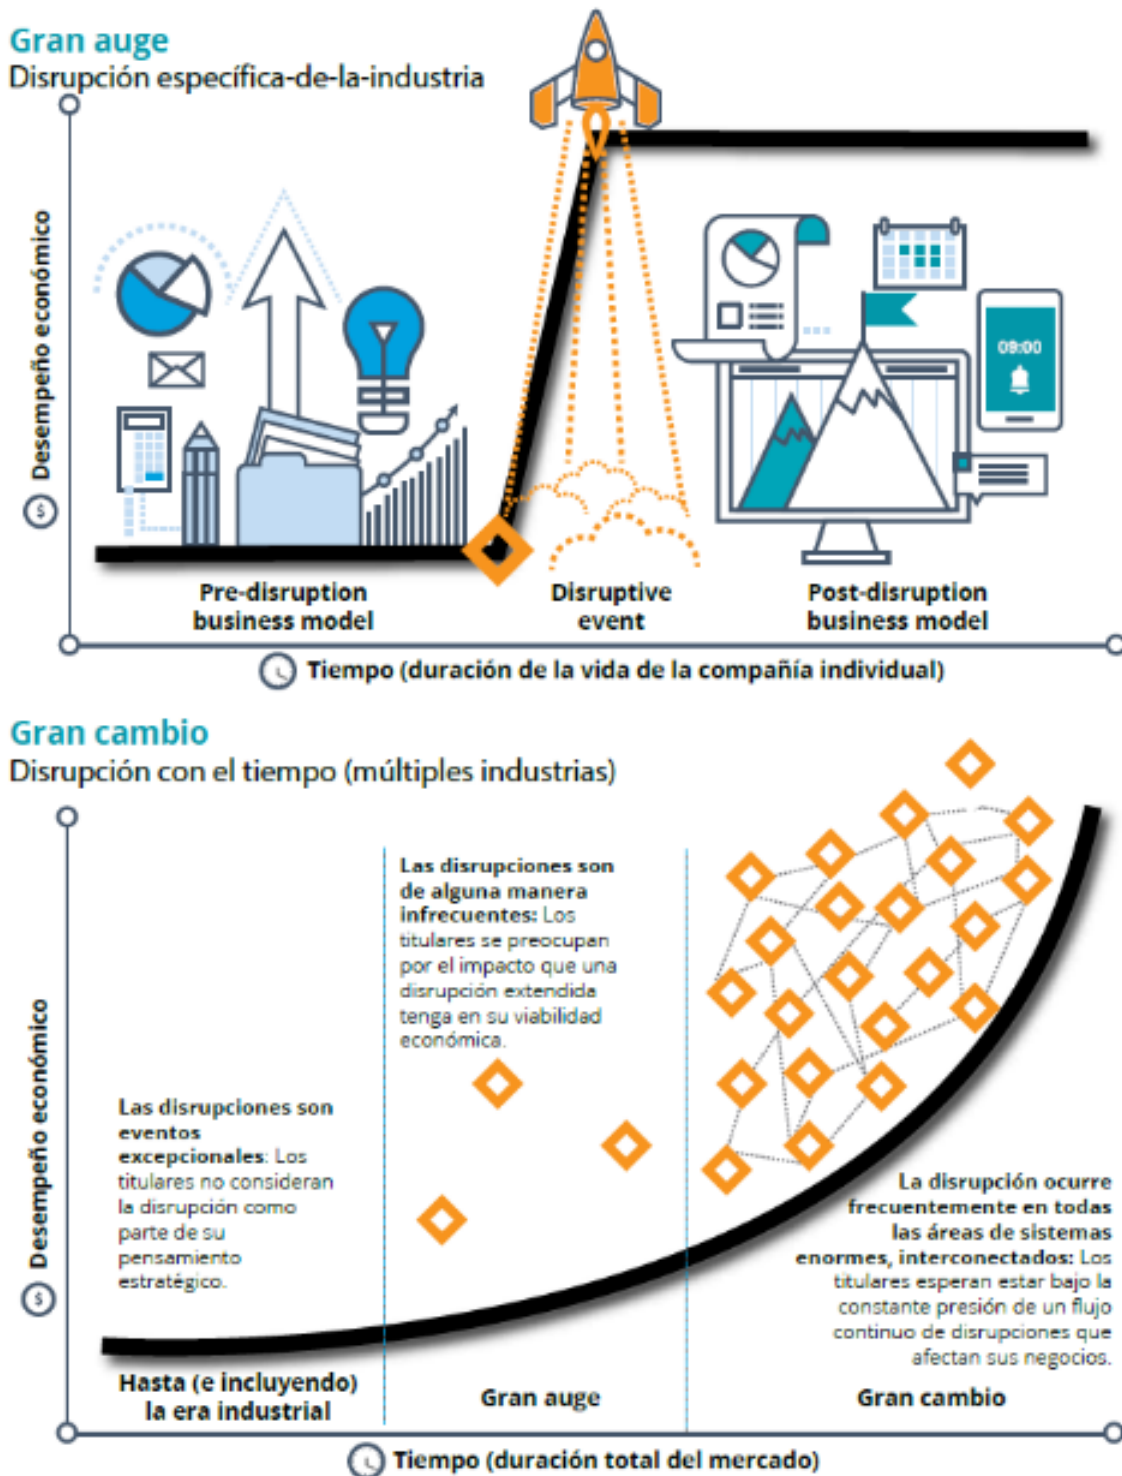 Gran auge
Disrupción específica-de-la-industria
Desempeño económico
$
09:00
Pre-disruption
business model
Disruptive
event
Post-disruption
business model
Tiempo (duración de la vida de la compañía individual)
Gran cambio
Disrupción con el tiempo (múltiples industrias)
Desempeño económico
$
Las disrupciones son
eventos
excepcionales: Los
titulares no consideran
la disrupción como
parte de su
pensamiento
estratégico.
Las disrupciones son
de alguna manera
infrecuentes: Los
titulares se preocupan
por el impacto que una
disrupción extendida
tenga en su viabilidad
económica.
La disrupción ocurre
frecuentemente en todas
las áreas de sistemas
enormes, interconectados: Los
titulares esperan estar bajo la
constante presión de un flujo
continuo de disrupciones que
afectan sus negocios.
Hasta (e incluyendo)
la era industrial
Gran auge
Gran cambio
Tiempo (duración total del mercado)